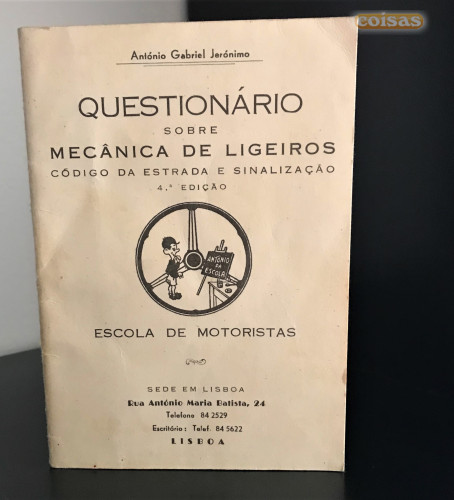 coisas
António Gabriel Jerónimo
QUESTIONÁRIO
SOBRE
MECÂNICA DE LIGEIROS
CÓDIGO DA ESTRADA E SINALIZAÇÃO
4.ª EDIÇÃO
ANTÓNIO
DA
ESCOLA
ESCOLA DE MOTORISTAS
SEDE EM LISBOA
Rua António Maria Batista, 24
Telefone 84 2529
Escritório: Telef. 84 5622
LISBOA